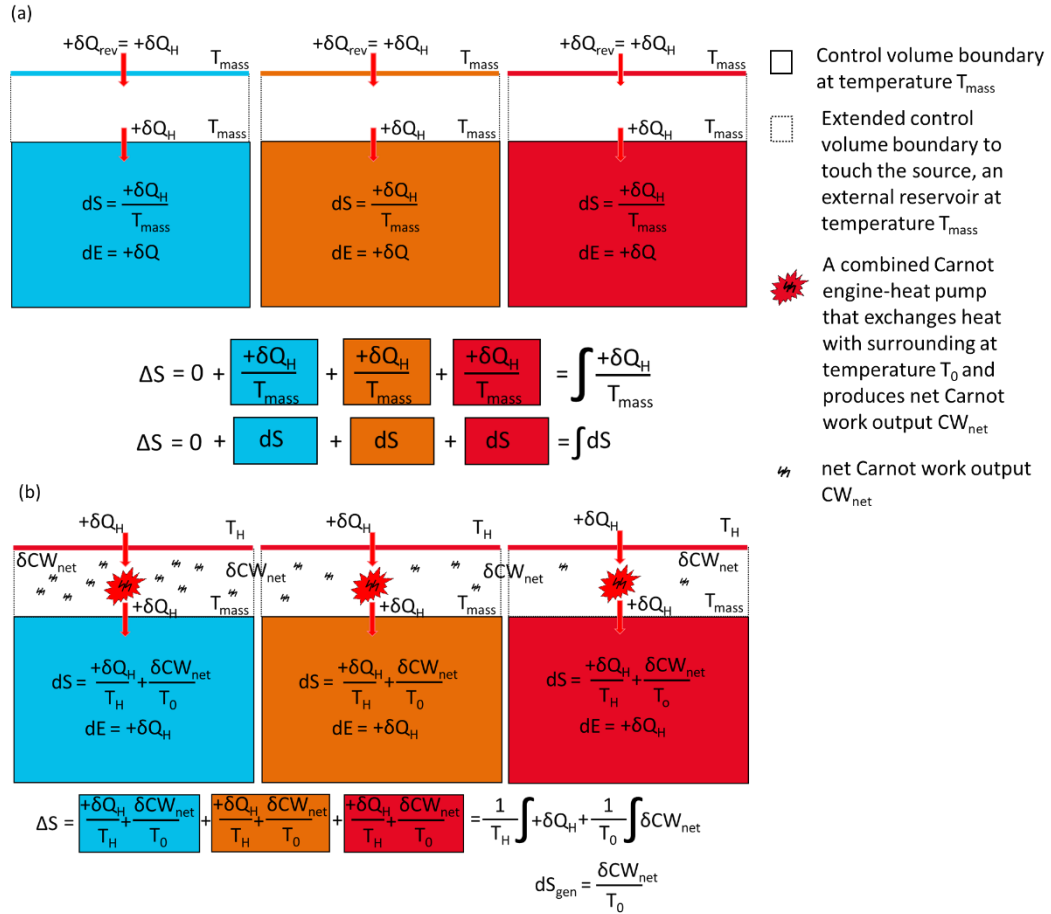 (a)
+δQrev= +δQH Tmass +δQrev= +δQH Tmass +δQrev= +δQH Tmass
+δQH Tmass +δQH Tmass +δQH Tmass
dS = +δQH/Tmass dS = +δQH/Tmass dS = +δQH/Tmass
dE = +δQ dE = +δQ dE = +δQ
ΔS = 0 + +δQH/Tmass + +δQH/Tmass + +δQH/Tmass = ∫ +δQH/Tmass
ΔS = 0 + dS + dS + dS = ∫dS
Control volume boundary
at temperature Tmass
Extended control
volume boundary to
touch the source, an
external reservoir at
temperature Tmass
A combined Carnot
engine-heat pump
that exchanges heat
with surrounding at
temperature T0 and
produces net Carnot
work output CWnet
net Carnot work output
CWnet
(b)
+δQH TH +δQH TH +δQH TH
δCWnet δCWnet δCWnet δCWnet
+δQH Tmass +δQH Tmass +δQH Tmass
dS = +δQH/TH + δCWnet/T0 dS = +δQH/TH + δCWnet/T0 dS = +δQH/TH + δCWnet/To
dE = +δQH dE = +δQH dE = +δQH
ΔS = +δQH/TH + δCWnet/T0 + +δQH/TH + δCWnet/T0 + +δQH/TH + δCWnet/T0 = 1/TH ∫+δQH + 1/T0 ∫δCWnet
dSgen = δCWnet/T0